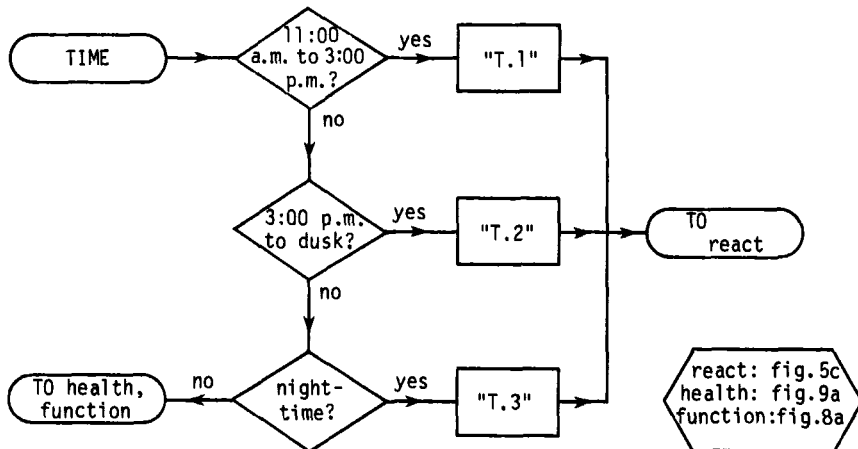 TIME
11:00
a.m. to 3:00
p.m.?
yes
"T.1"
no
3:00 p.m.
to dusk?
yes
"T.2"
TO
react
no
TO health,
function
no
night-
time?
yes
"T.3"
react: fig.5c
health: fig.9a
function:fig.8a